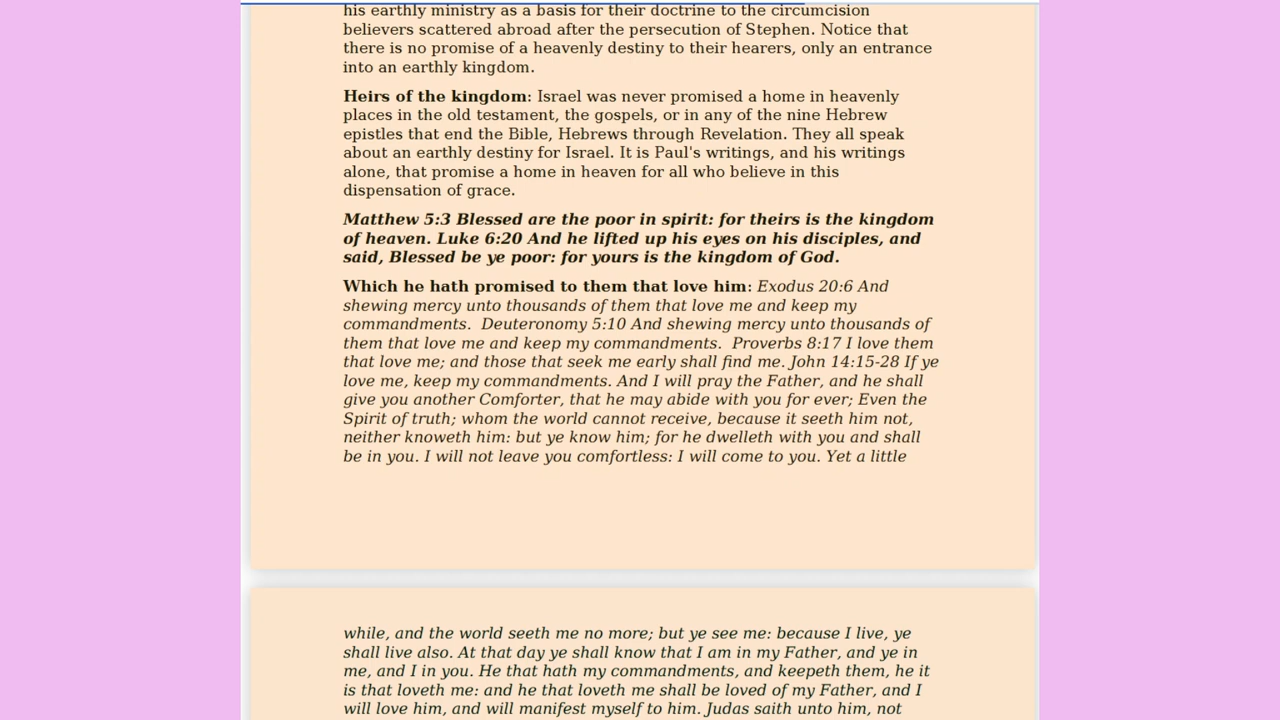 his earthly ministry as a basis for their doctrine to the circumcision
believers scattered abroad after the persecution of Stephen. Notice that
there is no promise of a heavenly destiny to their hearers, only an entrance
into an earthly kingdom.
Heirs of the kingdom: Israel was never promised a home in heavenly
places in the old testament, the gospels, or in any of the nine Hebrew
epistles that end the Bible, Hebrews through Revelation. They all speak
about an earthly destiny for Israel. It is Paul's writings, and his writings
alone, that promise a home in heaven for all who believe in this
dispensation of grace.
Matthew 5:3 Blessed are the poor in spirit: for theirs is the kingdom
of heaven. Luke 6:20 And he lifted up his eyes on his disciples, and
said, Blessed be ye poor: for yours is the kingdom of God.
Which he hath promised to them that love him: Exodus 20:6 And
shewing mercy unto thousands of them that love me and keep my
commandments.  Deuteronomy 5:10 And shewing mercy unto thousands of
them that love me and keep my commandments.  Proverbs 8:17 I love them
that love me; and those that seek me early shall find me. John 14:15-28 If ye
love me, keep my commandments. And I will pray the Father, and he shall
give you another Comforter, that he may abide with you for ever; Even the
Spirit of truth; whom the world cannot receive, because it seeth him not,
neither knoweth him: but ye know him; for he dwelleth with you and shall
be in you. I will not leave you comfortless: I will come to you. Yet a little
while, and the world seeth me no more; but ye see me: because I live, ye
shall live also. At that day ye shall know that I am in my Father, and ye in
me, and I in you. He that hath my commandments, and keepeth them, he it
is that loveth me: and he that loveth me shall be loved of my Father, and I
will love him, and will manifest myself to him. Judas saith unto him, not